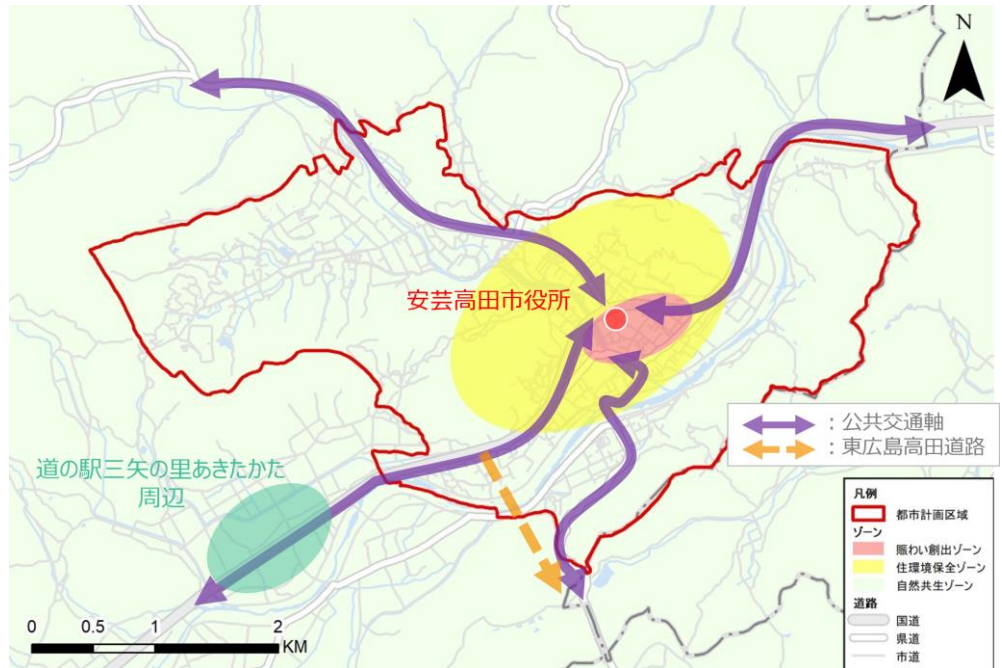 N
安芸高田市役所
道の駅三矢の里あきたかた
周辺
：公共交通軸
：東広島高田道路
凡例
都市計画区域
ゾーン
賑わい創出ゾーン
住環境保全ゾーン
自然共生ゾーン
道路
国道
県道
市道
0 0.5 1 2
KM